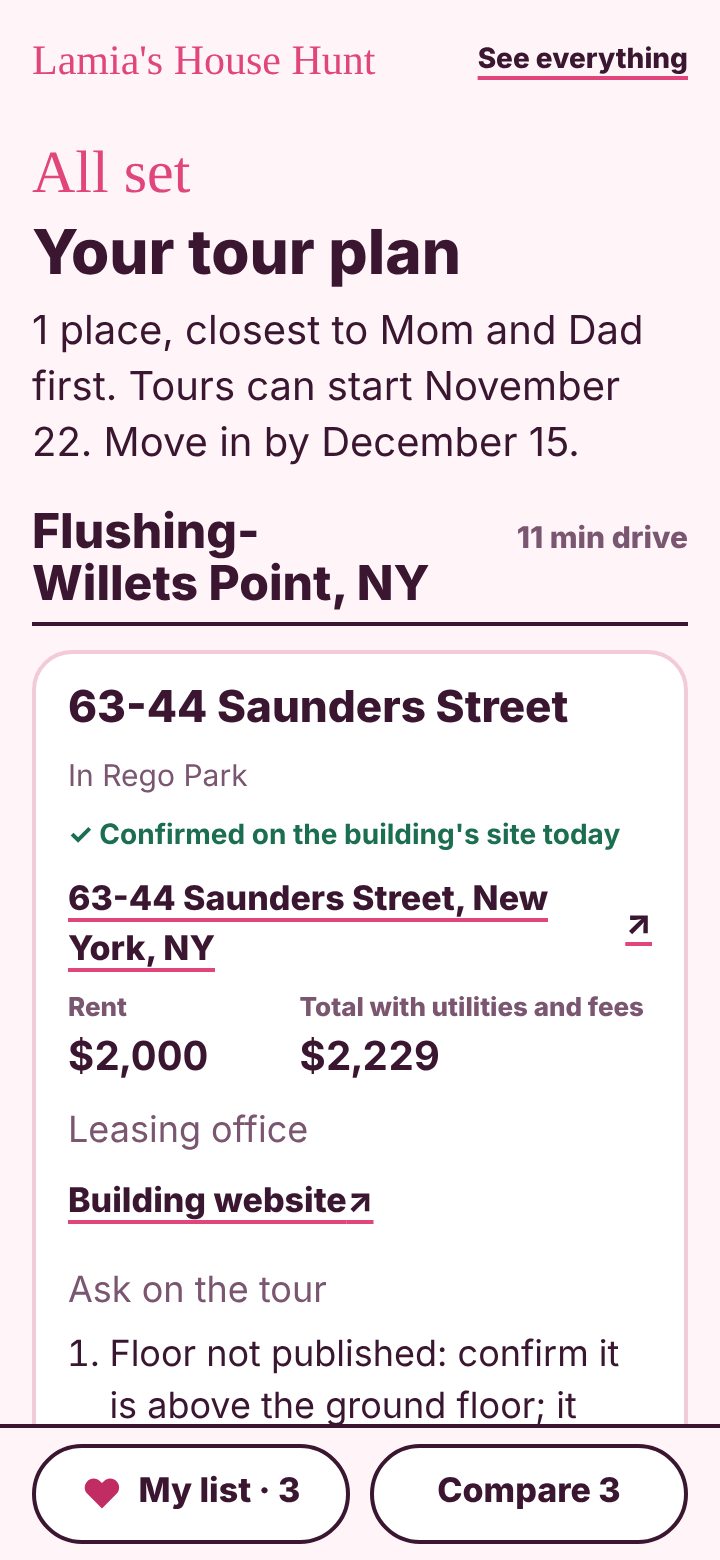 Lamia's House Hunt
See everything
All set
Your tour plan
1 place, closest to Mom and Dad
first. Tours can start November
22. Move in by December 15.
Flushing-
Willets Point, NY
11 min drive
63-44 Saunders Street
In Rego Park
✓ Confirmed on the building's site today
63-44 Saunders Street, New
York, NY ↗
Rent
$2,000
Total with utilities and fees
$2,229
Leasing office
Building website↗
Ask on the tour
1. Floor not published: confirm it
is above the ground floor; it
♥ My list · 3
Compare 3